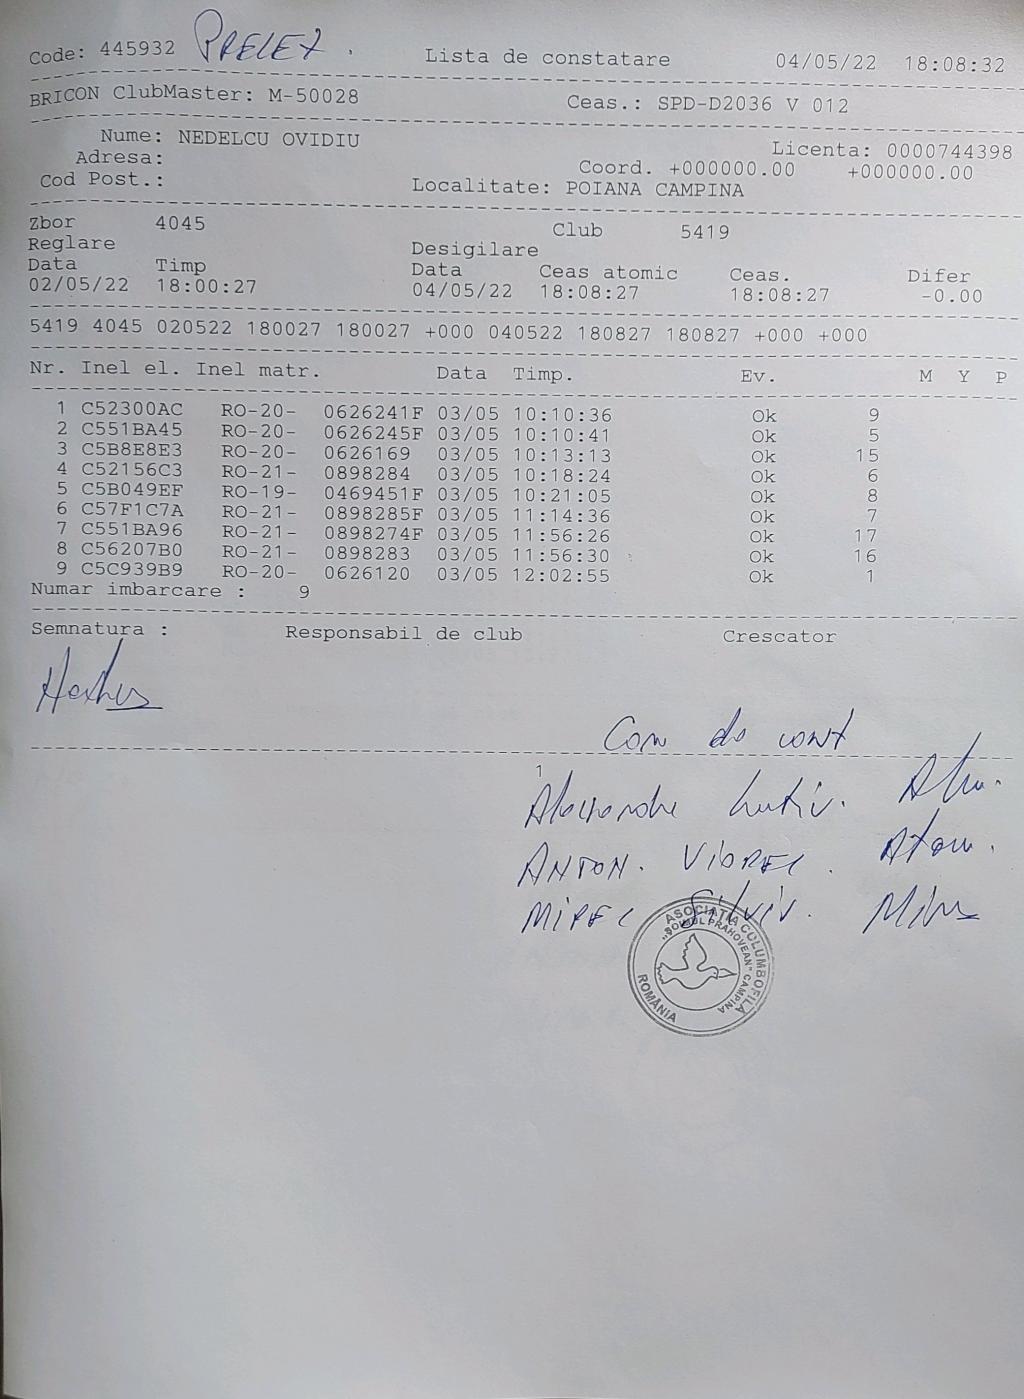 Code: 445932 PRELEZ . Lista de constatare 04/05/22 18:08:32
BRICON ClubMaster: M-50028 Ceas.: SPD-D2036 V 012
Nume: NEDELCU OVIDIU Licenta: 0000744398
Adresa: Coord. +000000.00 +000000.00
Cod Post.: Localitate: POIANA CAMPINA
Zbor 4045 Club 5419
Reglare Desigilare
Data Timp Data Ceas atomic Ceas. Difer
02/05/22 18:00:27 04/05/22 18:08:27 18:08:27 -0.00
5419 4045 020522 180027 180027 +000 040522 180827 180827 +000 +000
Nr. Inel el. Inel matr. Data Timp. Ev. M Y P
1 C52300AC RO-20- 0626241F 03/05 10:10:36 Ok 9
2 C551BA45 RO-20- 0626245F 03/05 10:10:41 Ok 5
3 C5B8E8E3 RO-20- 0626169 03/05 10:13:13 Ok 15
4 C52156C3 RO-21- 0898284 03/05 10:18:24 Ok 6
5 C5B049EF RO-19- 0469451F 03/05 10:21:05 Ok 8
6 C57F1C7A RO-21- 0898285F 03/05 11:14:36 Ok 7
7 C551BA96 RO-21- 0898274F 03/05 11:56:26 Ok 17
8 C56207B0 RO-21- 0898283 03/05 11:56:30 Ok 16
9 C5C939B9 RO-20- 0626120 03/05 12:02:55 Ok 1
Numar imbarcare : 9
Semnatura : Responsabil de club Crescator
Com de
1
ANTON. VIOREL.
MIREL Silviu.
ASOCIAȚIA COLUMBOFILĂ
„ȘOIMUL PRAHOVEAN" CAMPINA
ROMÂNIA